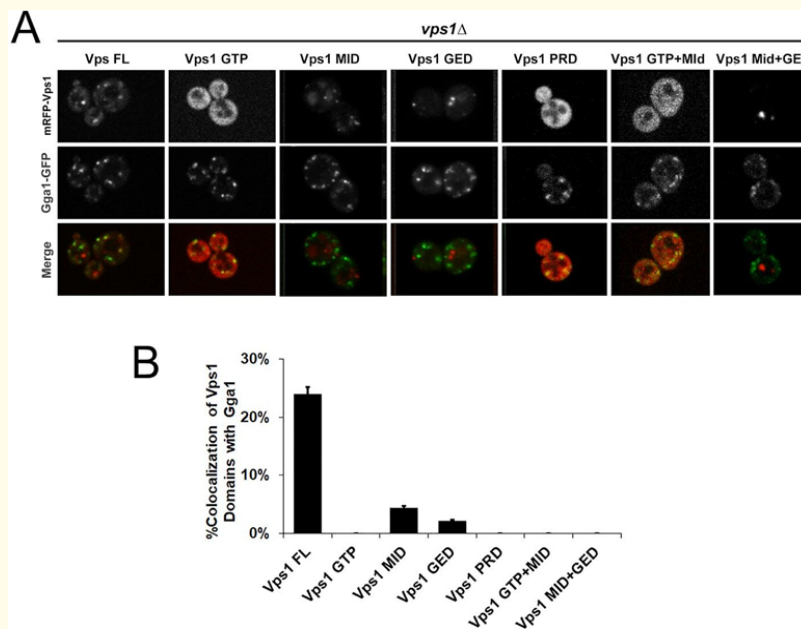 A
vps1Δ
Vps FL Vps1 GTP Vps1 MID Vps1 GED Vps1 PRD Vps1 GTP+MId Vps1 Mid+GE
mRFP-Vps1
Gga1-GFP
Merge
B
%Colocalization of Vps1
Domains with Gga1
30%
20%
10%
0%
Vps1 FL
Vps1 GTP
Vps1 MID
Vps1 GED
Vps1 PRD
Vps1 GTP+MID
Vps1 MID+GED